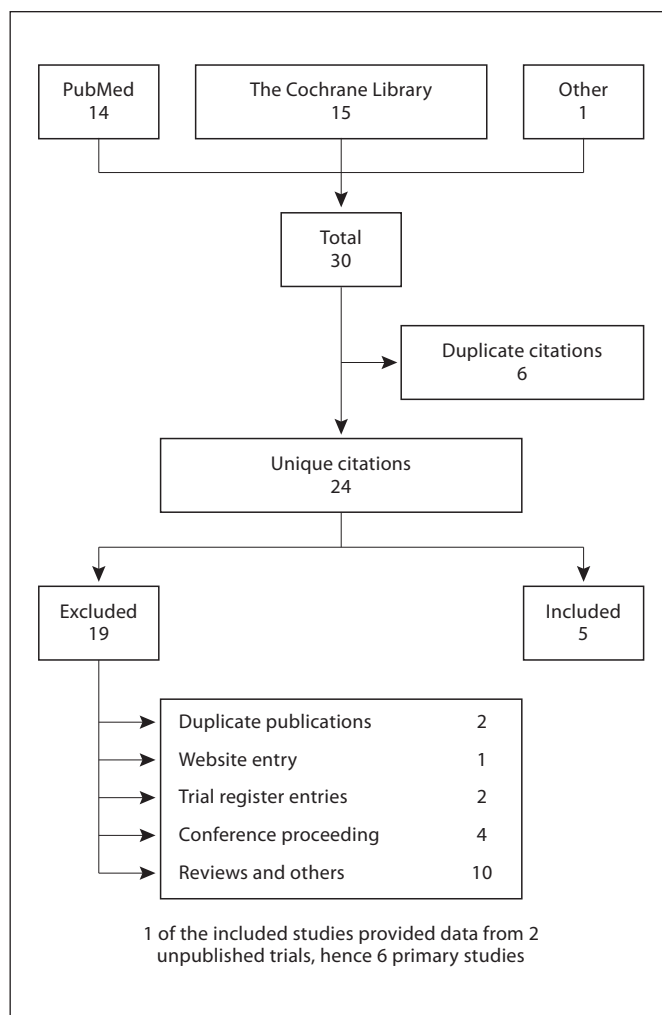 PubMed
14
The Cochrane Library
15
Other
1
Total
30
Duplicate citations
6
Unique citations
24
Excluded
19
Included
5
Duplicate publications 2
Website entry 1
Trial register entries 2
Conference proceeding 4
Reviews and others 10
1 of the included studies provided data from 2
unpublished trials, hence 6 primary studies